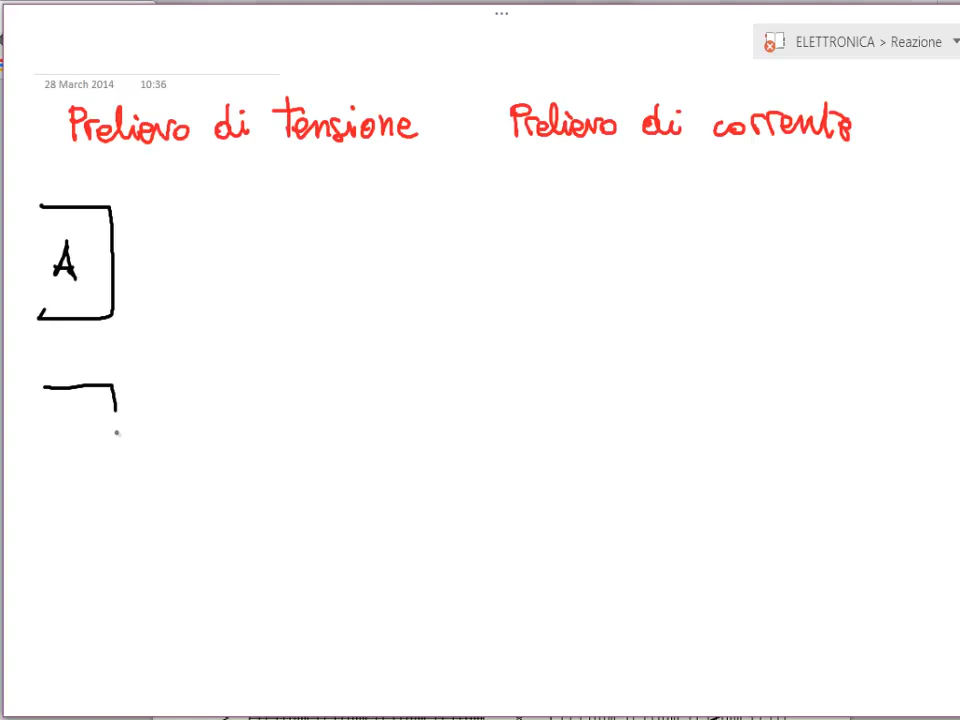 ELETTRONICA > Reazione
28 March 2014 10:36
Prelievo di tensione Prelievo di corrente
A